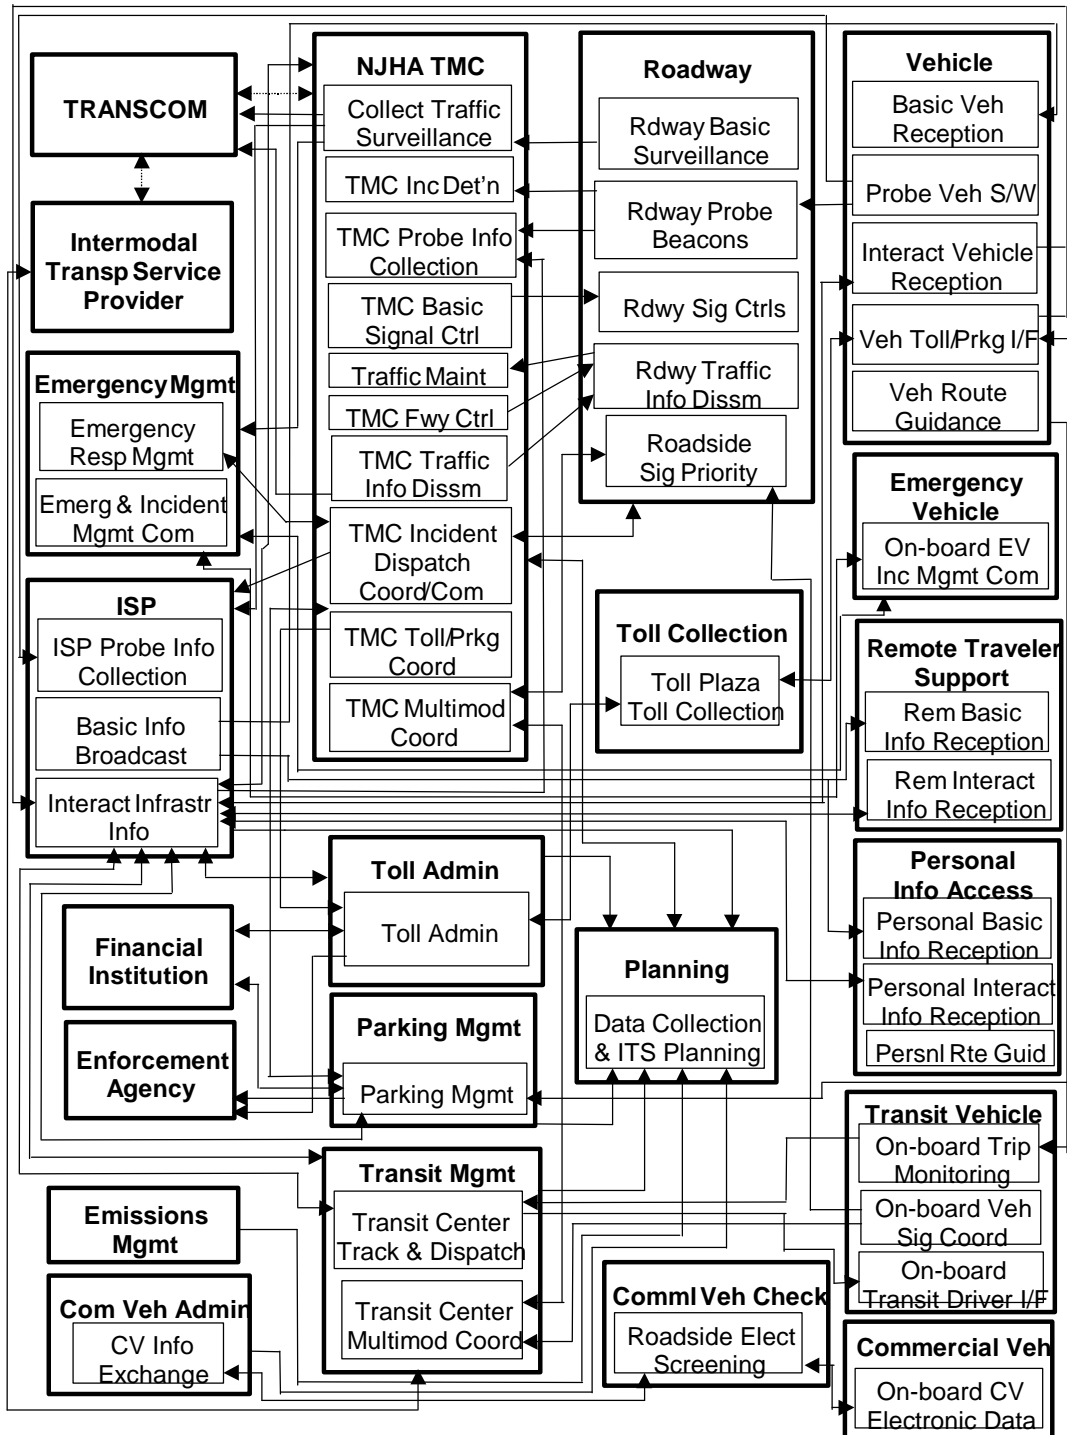 TRANSCOM
Intermodal
Transp Service
Provider
Emergency Mgmt
Emergency
Resp Mgmt
Emerg & Incident
Mgmt Com
ISP
ISP Probe Info
Collection
Basic Info
Broadcast
Interact Infrastr
Info
Financial
Institution
Enforcement
Agency
Emissions
Mgmt
Com Veh Admin
CV Info
Exchange
NJHA TMC
Collect Traffic
Surveillance
TMC Inc Det'n
TMC Probe Info
Collection
TMC Basic
Signal Ctrl
Traffic Maint
TMC Fwy Ctrl
TMC Traffic
Info Dissm
TMC Incident
Dispatch
Coord/Com
TMC Toll/Prkg
Coord
TMC Multimod
Coord
Toll Admin
Toll Admin
Parking Mgmt
Parking Mgmt
Transit Mgmt
Transit Center
Track & Dispatch
Transit Center
Multimod Coord
Roadway
Rdway Basic
Surveillance
Rdway Probe
Beacons
Rdwy Sig Ctrls
Rdwy Traffic
Info Dissm
Roadside
Sig Priority
Toll Collection
Toll Plaza
Toll Collection
Planning
Data Collection
& ITS Planning
Comml Veh Check
Roadside Elect
Screening
Vehicle
Basic Veh
Reception
Probe Veh S/W
Interact Vehicle
Reception
Veh Toll/Prkg I/F
Veh Route
Guidance
Emergency
Vehicle
On-board EV
Inc Mgmt Com
Remote Traveler
Support
Rem Basic
Info Reception
Rem Interact
Info Reception
Personal
Info Access
Personal Basic
Info Reception
Personal Interact
Info Reception
Persnl Rte Guid
Transit Vehicle
On-board Trip
Monitoring
On-board Veh
Sig Coord
On-board
Transit Driver I/F
Commercial Veh
On-board CV
Electronic Data